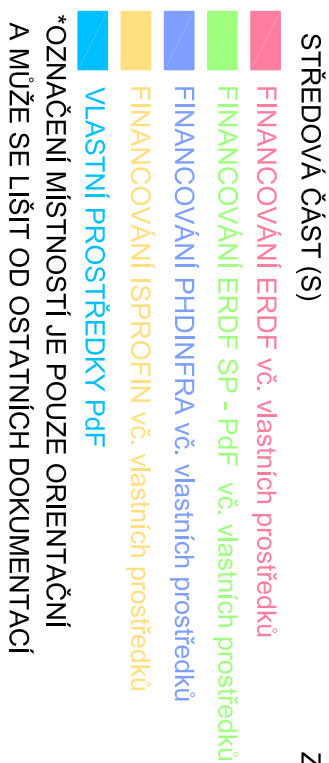 STŘEDOVÁ ČÁST (S)
FINANCOVÁNÍ ERDF vč. vlastních prostředků
FINANCOVÁNÍ ERDF SP - PdF vč. vlastních prostředků
FINANCOVÁNÍ PHDINFRA vč. vlastních prostředků
FINANCOVÁNÍ ISPROFIN vč. vlastních prostředků
VLASTNÍ PROSTŘEDKY PdF
*OZNAČENÍ MÍSTNOSTÍ JE POUZE ORIENTAČNÍ
A MŮŽE SE LIŠIT OD OSTATNÍCH DOKUMENTACÍ
Z